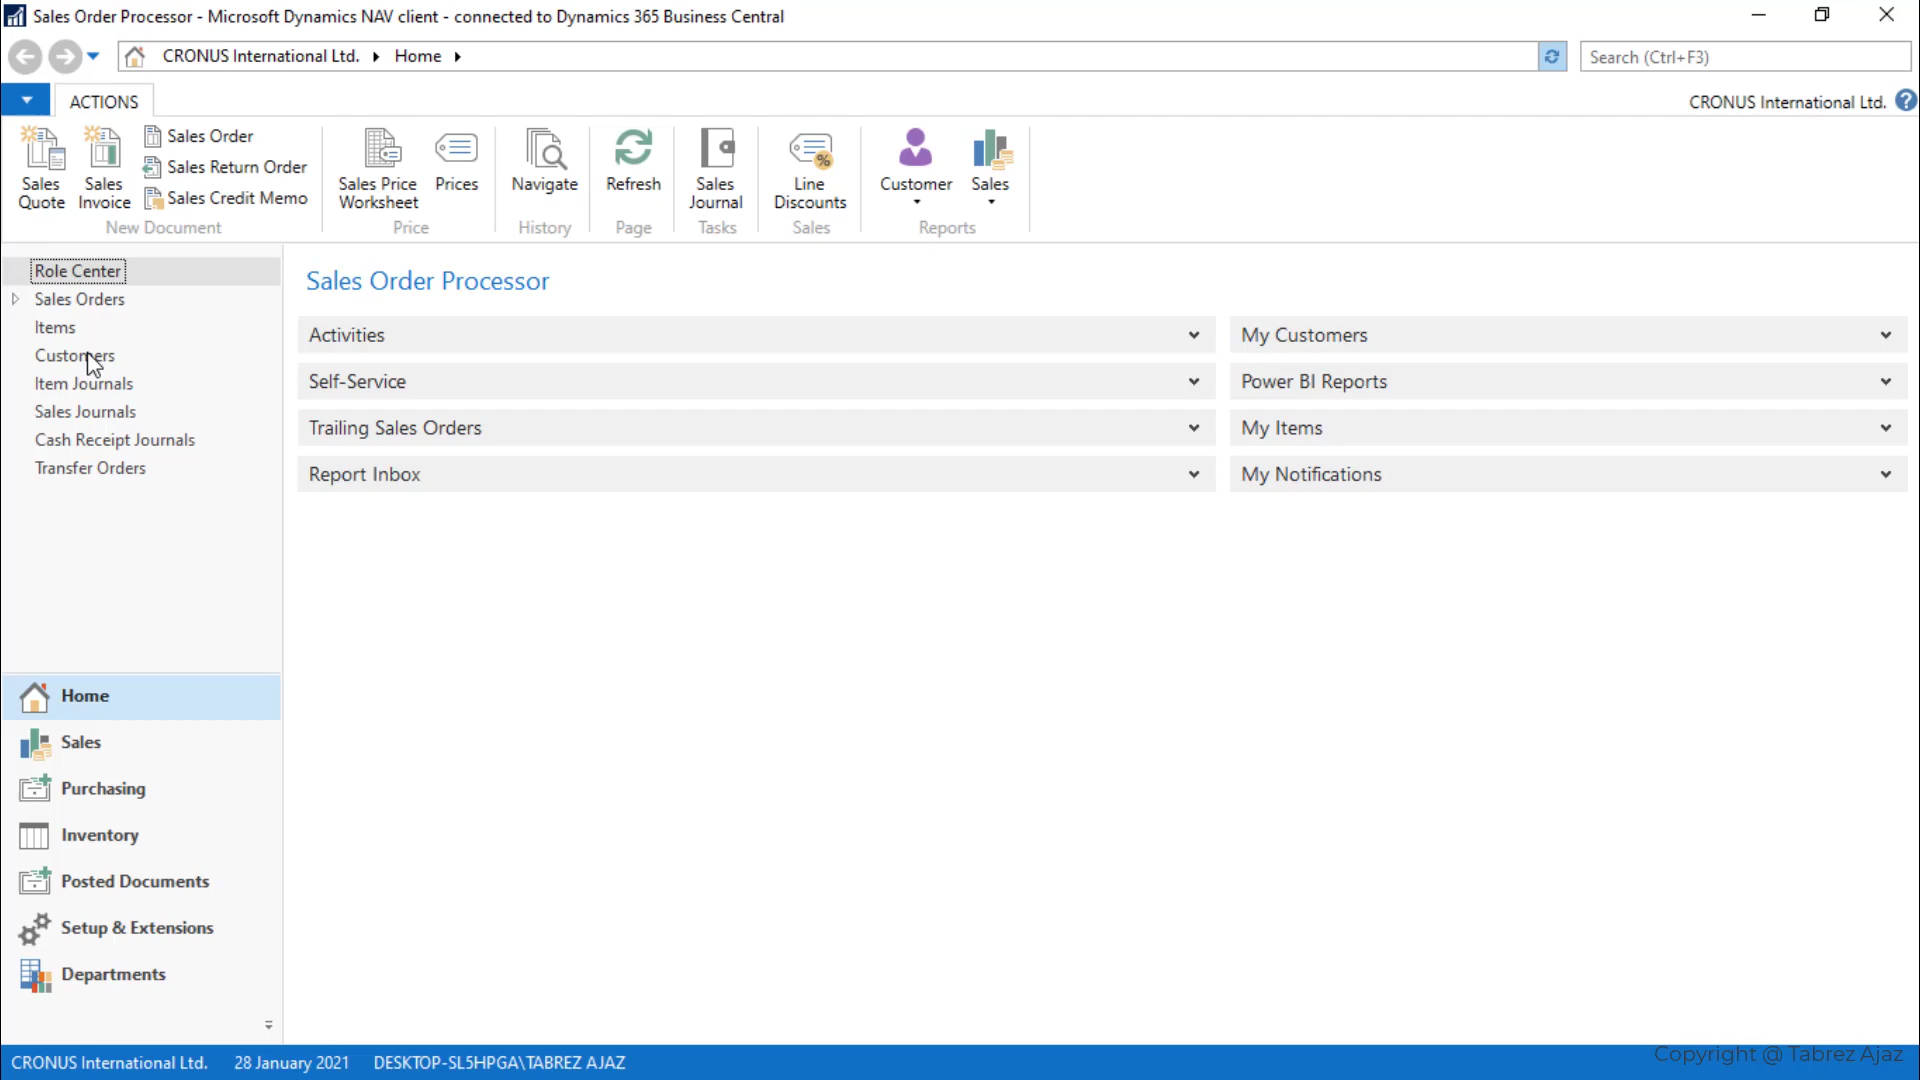 Sales Order Processor - Microsoft Dynamics NAV client - connected to Dynamics 365 Business Central
CRONUS International Ltd. Home
Search (Ctrl+F3)
ACTIONS
CRONUS International Ltd.
Sales Quote
Sales Invoice
Sales Order
Sales Return Order
Sales Credit Memo
New Document
Sales Price Worksheet
Prices
Price
Navigate
History
Refresh
Page
Sales Journal
Tasks
Line Discounts
Sales
Customer
Sales
Reports
Role Center
Sales Orders
Items
Customers
Item Journals
Sales Journals
Cash Receipt Journals
Transfer Orders
Home
Sales
Purchasing
Inventory
Posted Documents
Setup & Extensions
Departments
Sales Order Processor
Activities
Self-Service
Trailing Sales Orders
Report Inbox
My Customers
Power BI Reports
My Items
My Notifications
CRONUS International Ltd. 28 January 2021 DESKTOP-SL5HPGA\TABREZ AJAZ
Copyright @ Tabrez Ajaz